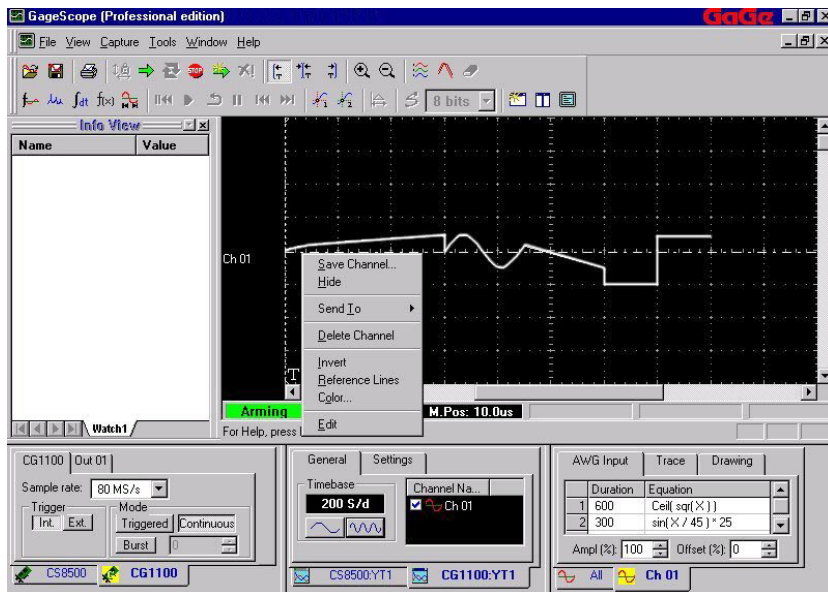 GageScope (Professional edition)
GaGe
File View Capture Tools Window Help
8 bits
Info View
Name Value
Ch 01
Save Channel...
Hide
Send To
Delete Channel
Invert
Reference Lines
Color...
Edit
T
Arming
M.Pos: 10.0us
Watch1
For Help, press
CG1100 Out 01
Sample rate: 80 MS/s
Trigger
Int. Ext.
Mode
Triggered Continuous
Burst 0
CS8500 CG1100
General Settings
Timebase
200 S/d
Channel Na...
Ch 01
CS8500:YT1 CG1100:YT1
AWG Input Trace Drawing
Duration Equation
1 600 Ceil( sqr( X ) )
2 300 sin( X / 45 ) * 25
Ampl (%): 100 Offset (%): 0
All Ch 01